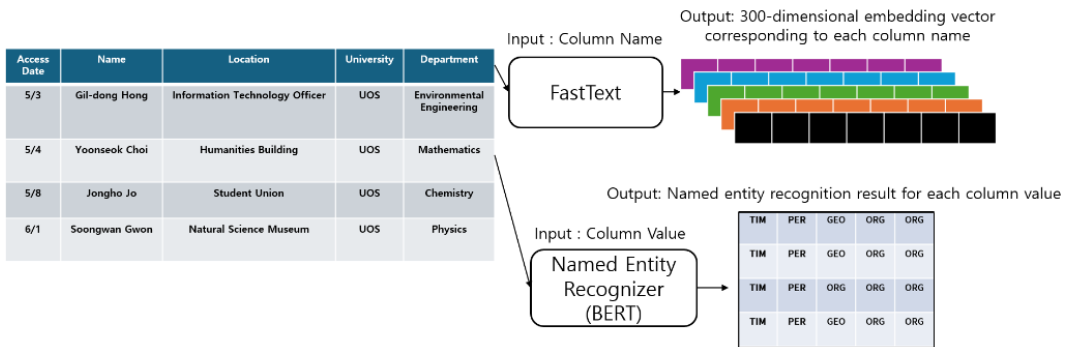 Output: 300-dimensional embedding vector
corresponding to each column name
Input : Column Name
FastText
Access Date Name Location University Department
5/3 Gil-dong Hong Information Technology Officer UOS Environmental Engineering
5/4 Yoonseok Choi Humanities Building UOS Mathematics
5/8 Jongho Jo Student Union UOS Chemistry
6/1 Soongwan Gwon Natural Science Museum UOS Physics
Output: Named entity recognition result for each column value
Input : Column Value
Named Entity
Recognizer
(BERT)
TIM PER GEO ORG ORG
TIM PER GEO ORG ORG
TIM PER ORG ORG ORG
TIM PER GEO ORG ORG